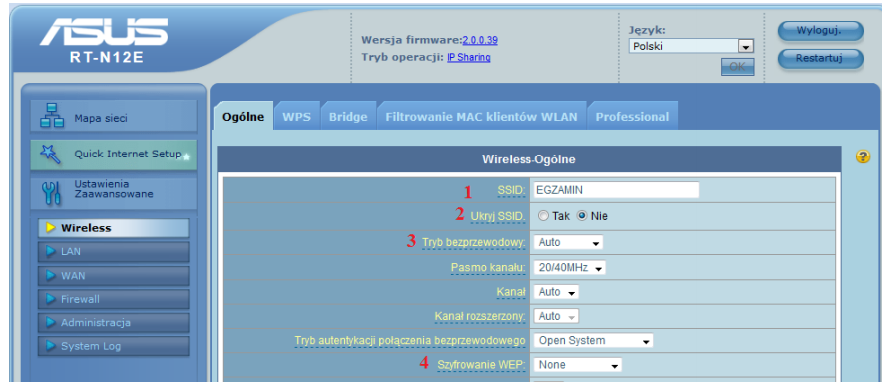 ASUS
RT-N12E
Wersja firmware:2.0.0.39
Tryb operacji: IP Sharing
Język:
Polski
OK
Wyloguj.
Restartuj
Mapa sieci
Quick Internet Setup
Ustawienia
Zaawansowane
Wireless
LAN
WAN
Firewall
Administracja
System Log
Ogólne WPS Bridge Filtrowanie MAC klientów WLAN Professional
Wireless-Ogólne
1 SSID: EGZAMIN
2 Ukryj SSID. Tak Nie
3 Tryb bezprzewodowy: Auto
Pasmo kanału: 20/40MHz
Kanał Auto
Kanał rozszerzony: Auto
Tryb autentykacji połączenia bezprzewodowego Open System
4 Szyfrowanie WEP: None